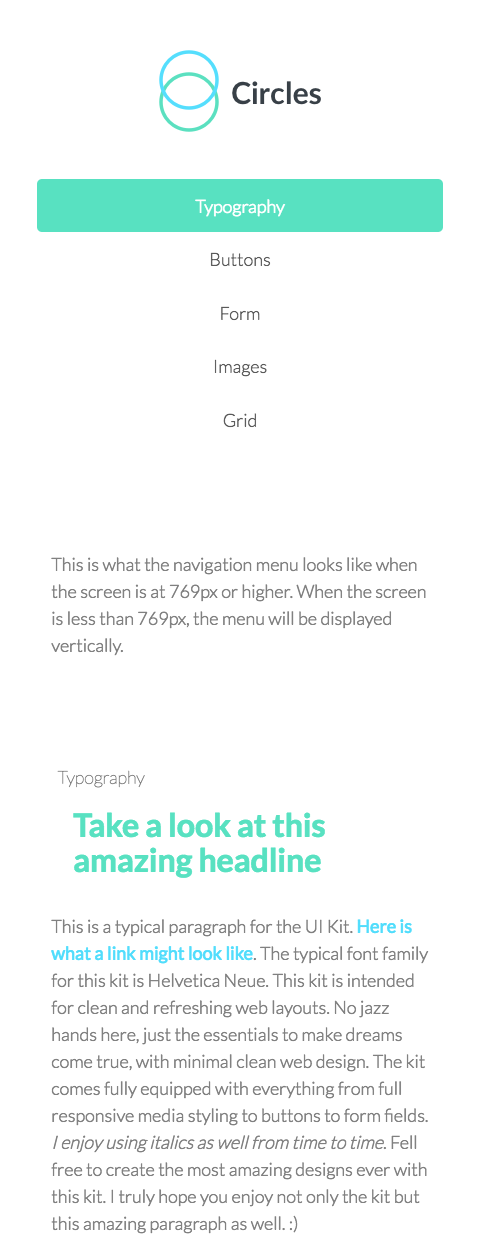 Circles
Typography
Buttons
Form
Images
Grid
This is what the navigation menu looks like when
the screen is at 769px or higher. When the screen
is less than 769px, the menu will be displayed
vertically.
Typography
Take a look at this
amazing headline
This is a typical paragraph for the UI Kit. Here is
what a link might look like. The typical font family
for this kit is Helvetica Neue. This kit is intended
for clean and refreshing web layouts. No jazz
hands here, just the essentials to make dreams
come true, with minimal clean web design. The kit
comes fully equipped with everything from full
responsive media styling to buttons to form fields.
I enjoy using italics as well from time to time. Fell
free to create the most amazing designs ever with
this kit. I truly hope you enjoy not only the kit but
this amazing paragraph as well. :)